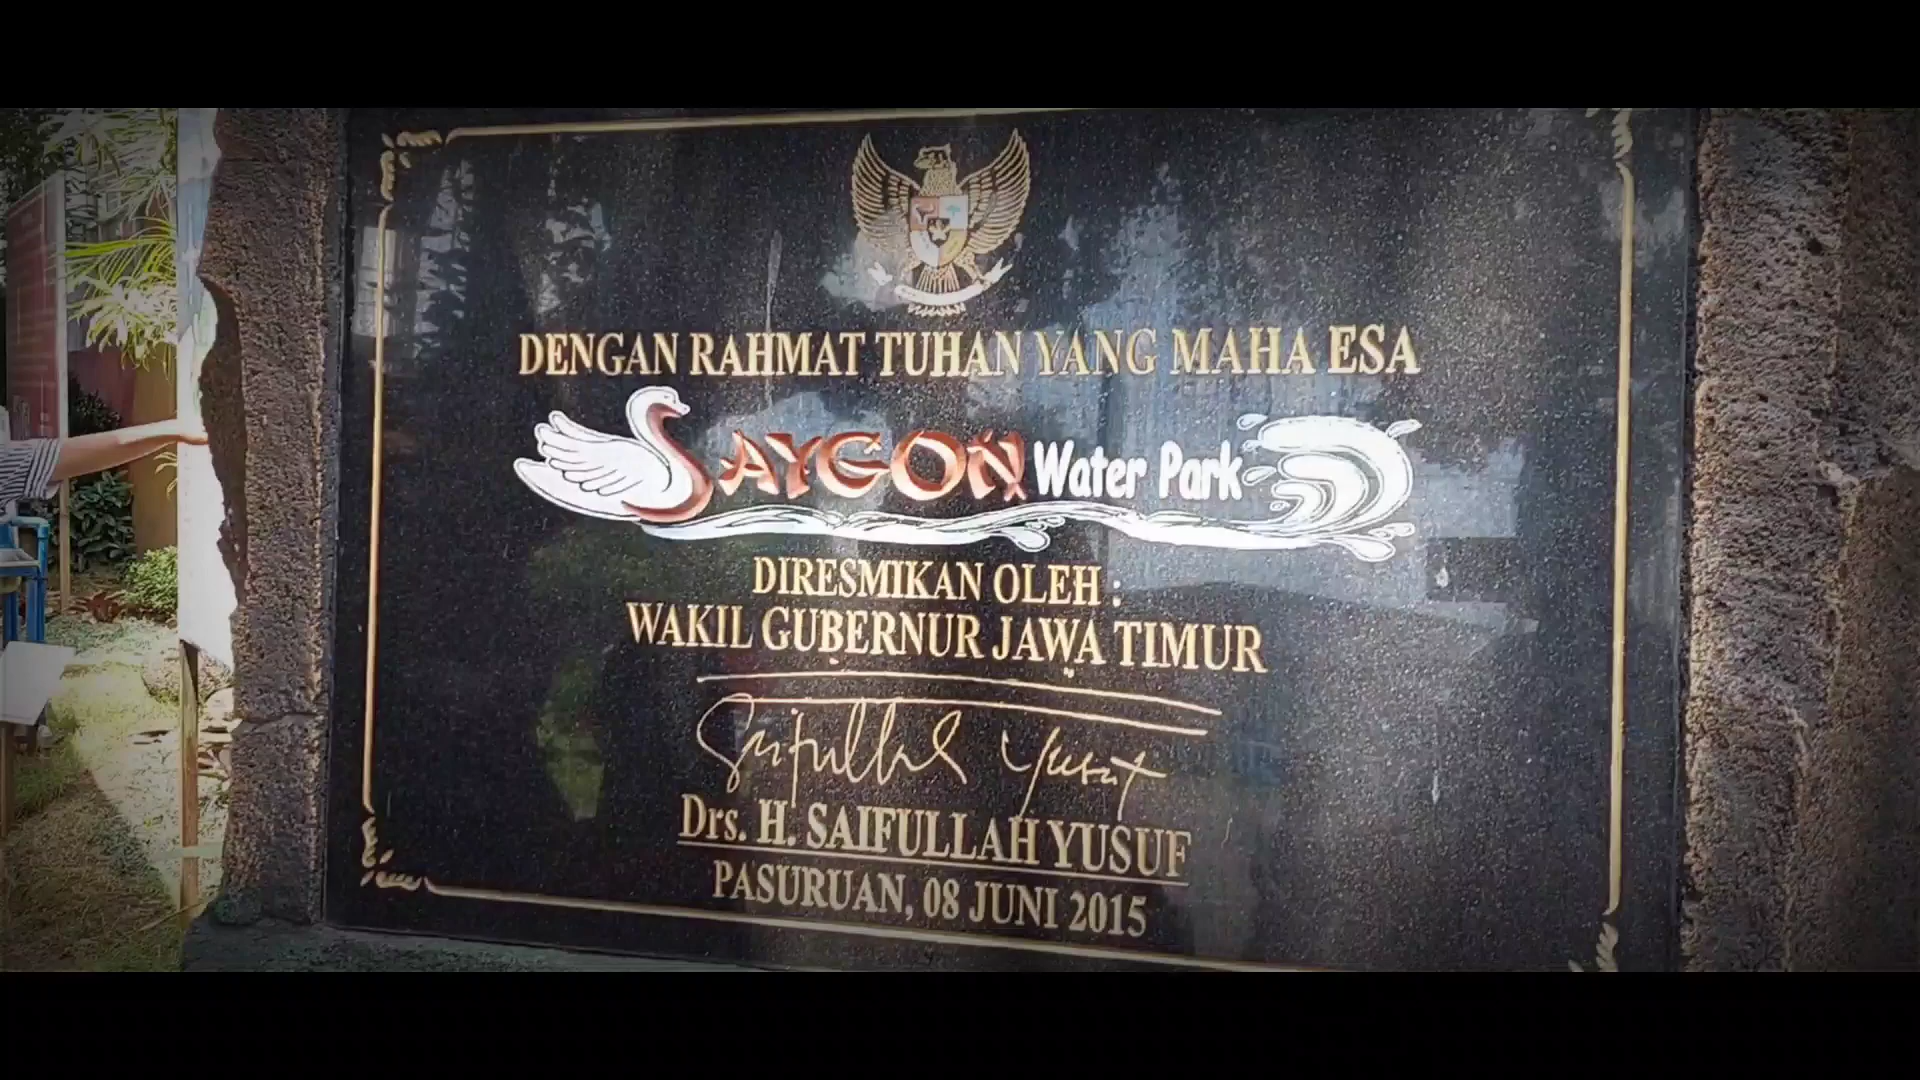 DENGAN RAHMAT TUHAN YANG MAHA ESA
SAYGON Water Park
DIRESMIKAN OLEH :
WAKIL GUBERNUR JAWA TIMUR
Saifullah Yusuf
Drs. H. SAIFULLAH YUSUF
PASURUAN, 08 JUNI 2015